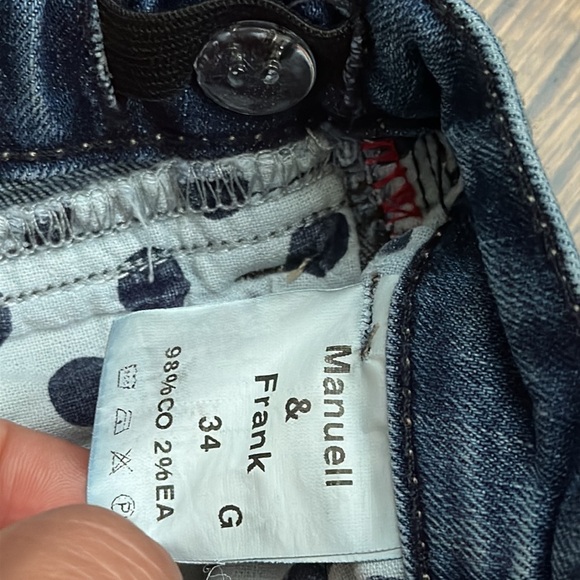 Manuell
&
Frank
34 G
98%CO 2%EA
P